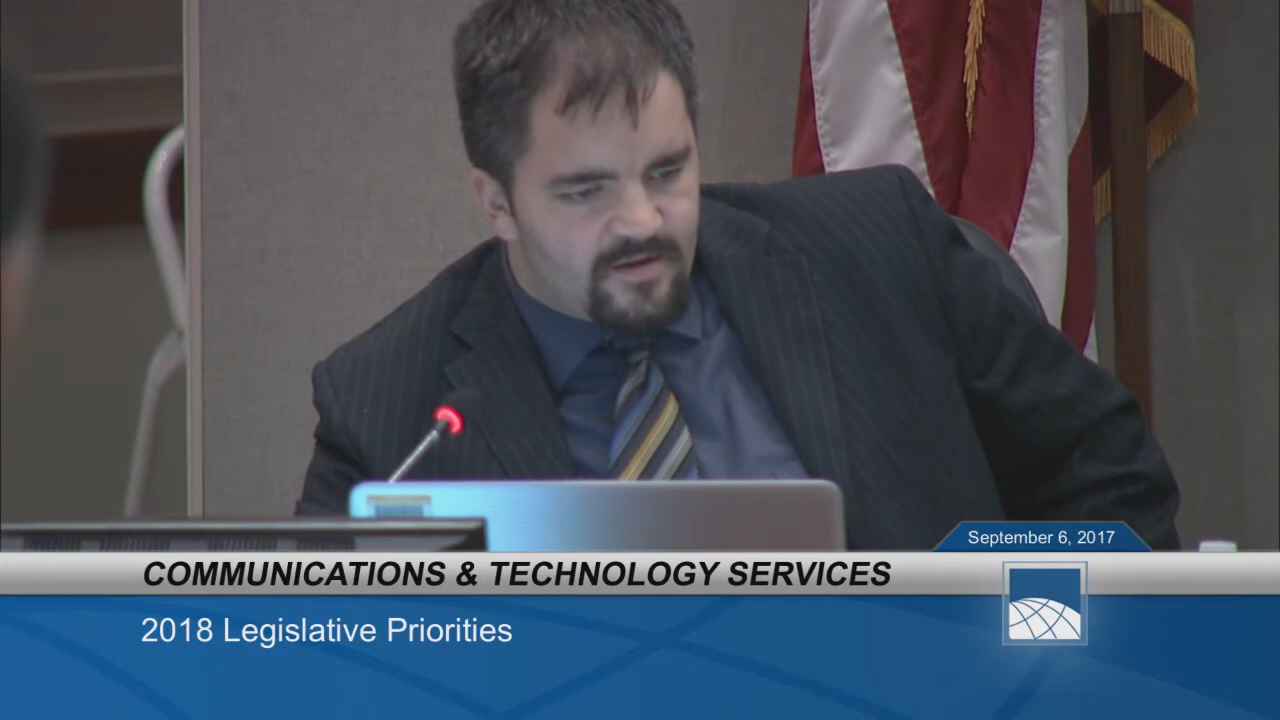 September 6, 2017
COMMUNICATIONS & TECHNOLOGY SERVICES
2018 Legislative Priorities